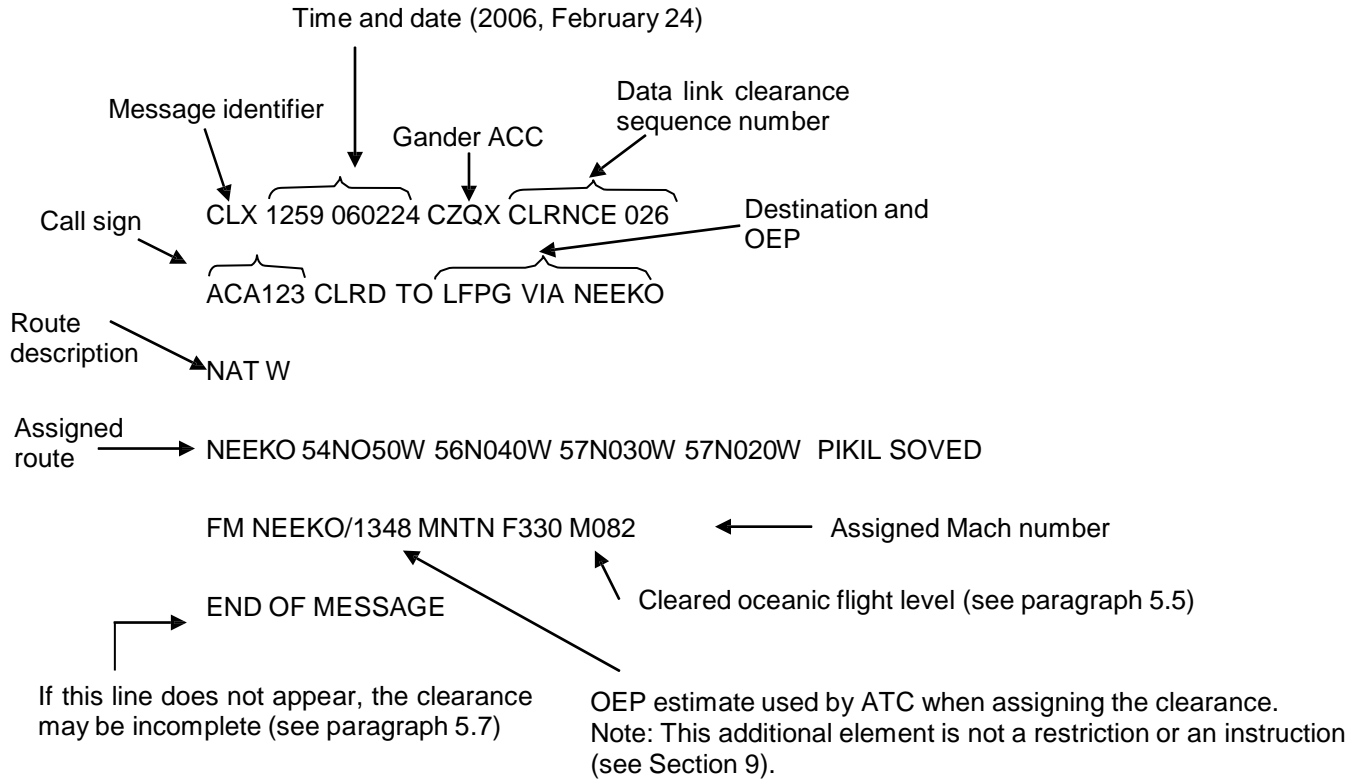 Time and date (2006, February 24)
Message identifier
Gander ACC
Data link clearance
sequence number
CLX 1259 060224 CZQX CLRNCE 026
Call sign
Destination and
OEP
ACA123 CLRD TO LFPG VIA NEEKO
Route
description
NAT W
Assigned
route
NEEKO 54NO50W 56N040W 57N030W 57N020W PIKIL SOVED
FM NEEKO/1348 MNTN F330 M082
Assigned Mach number
END OF MESSAGE
Cleared oceanic flight level (see paragraph 5.5)
If this line does not appear, the clearance
may be incomplete (see paragraph 5.7)
OEP estimate used by ATC when assigning the clearance.
Note: This additional element is not a restriction or an instruction
(see Section 9).